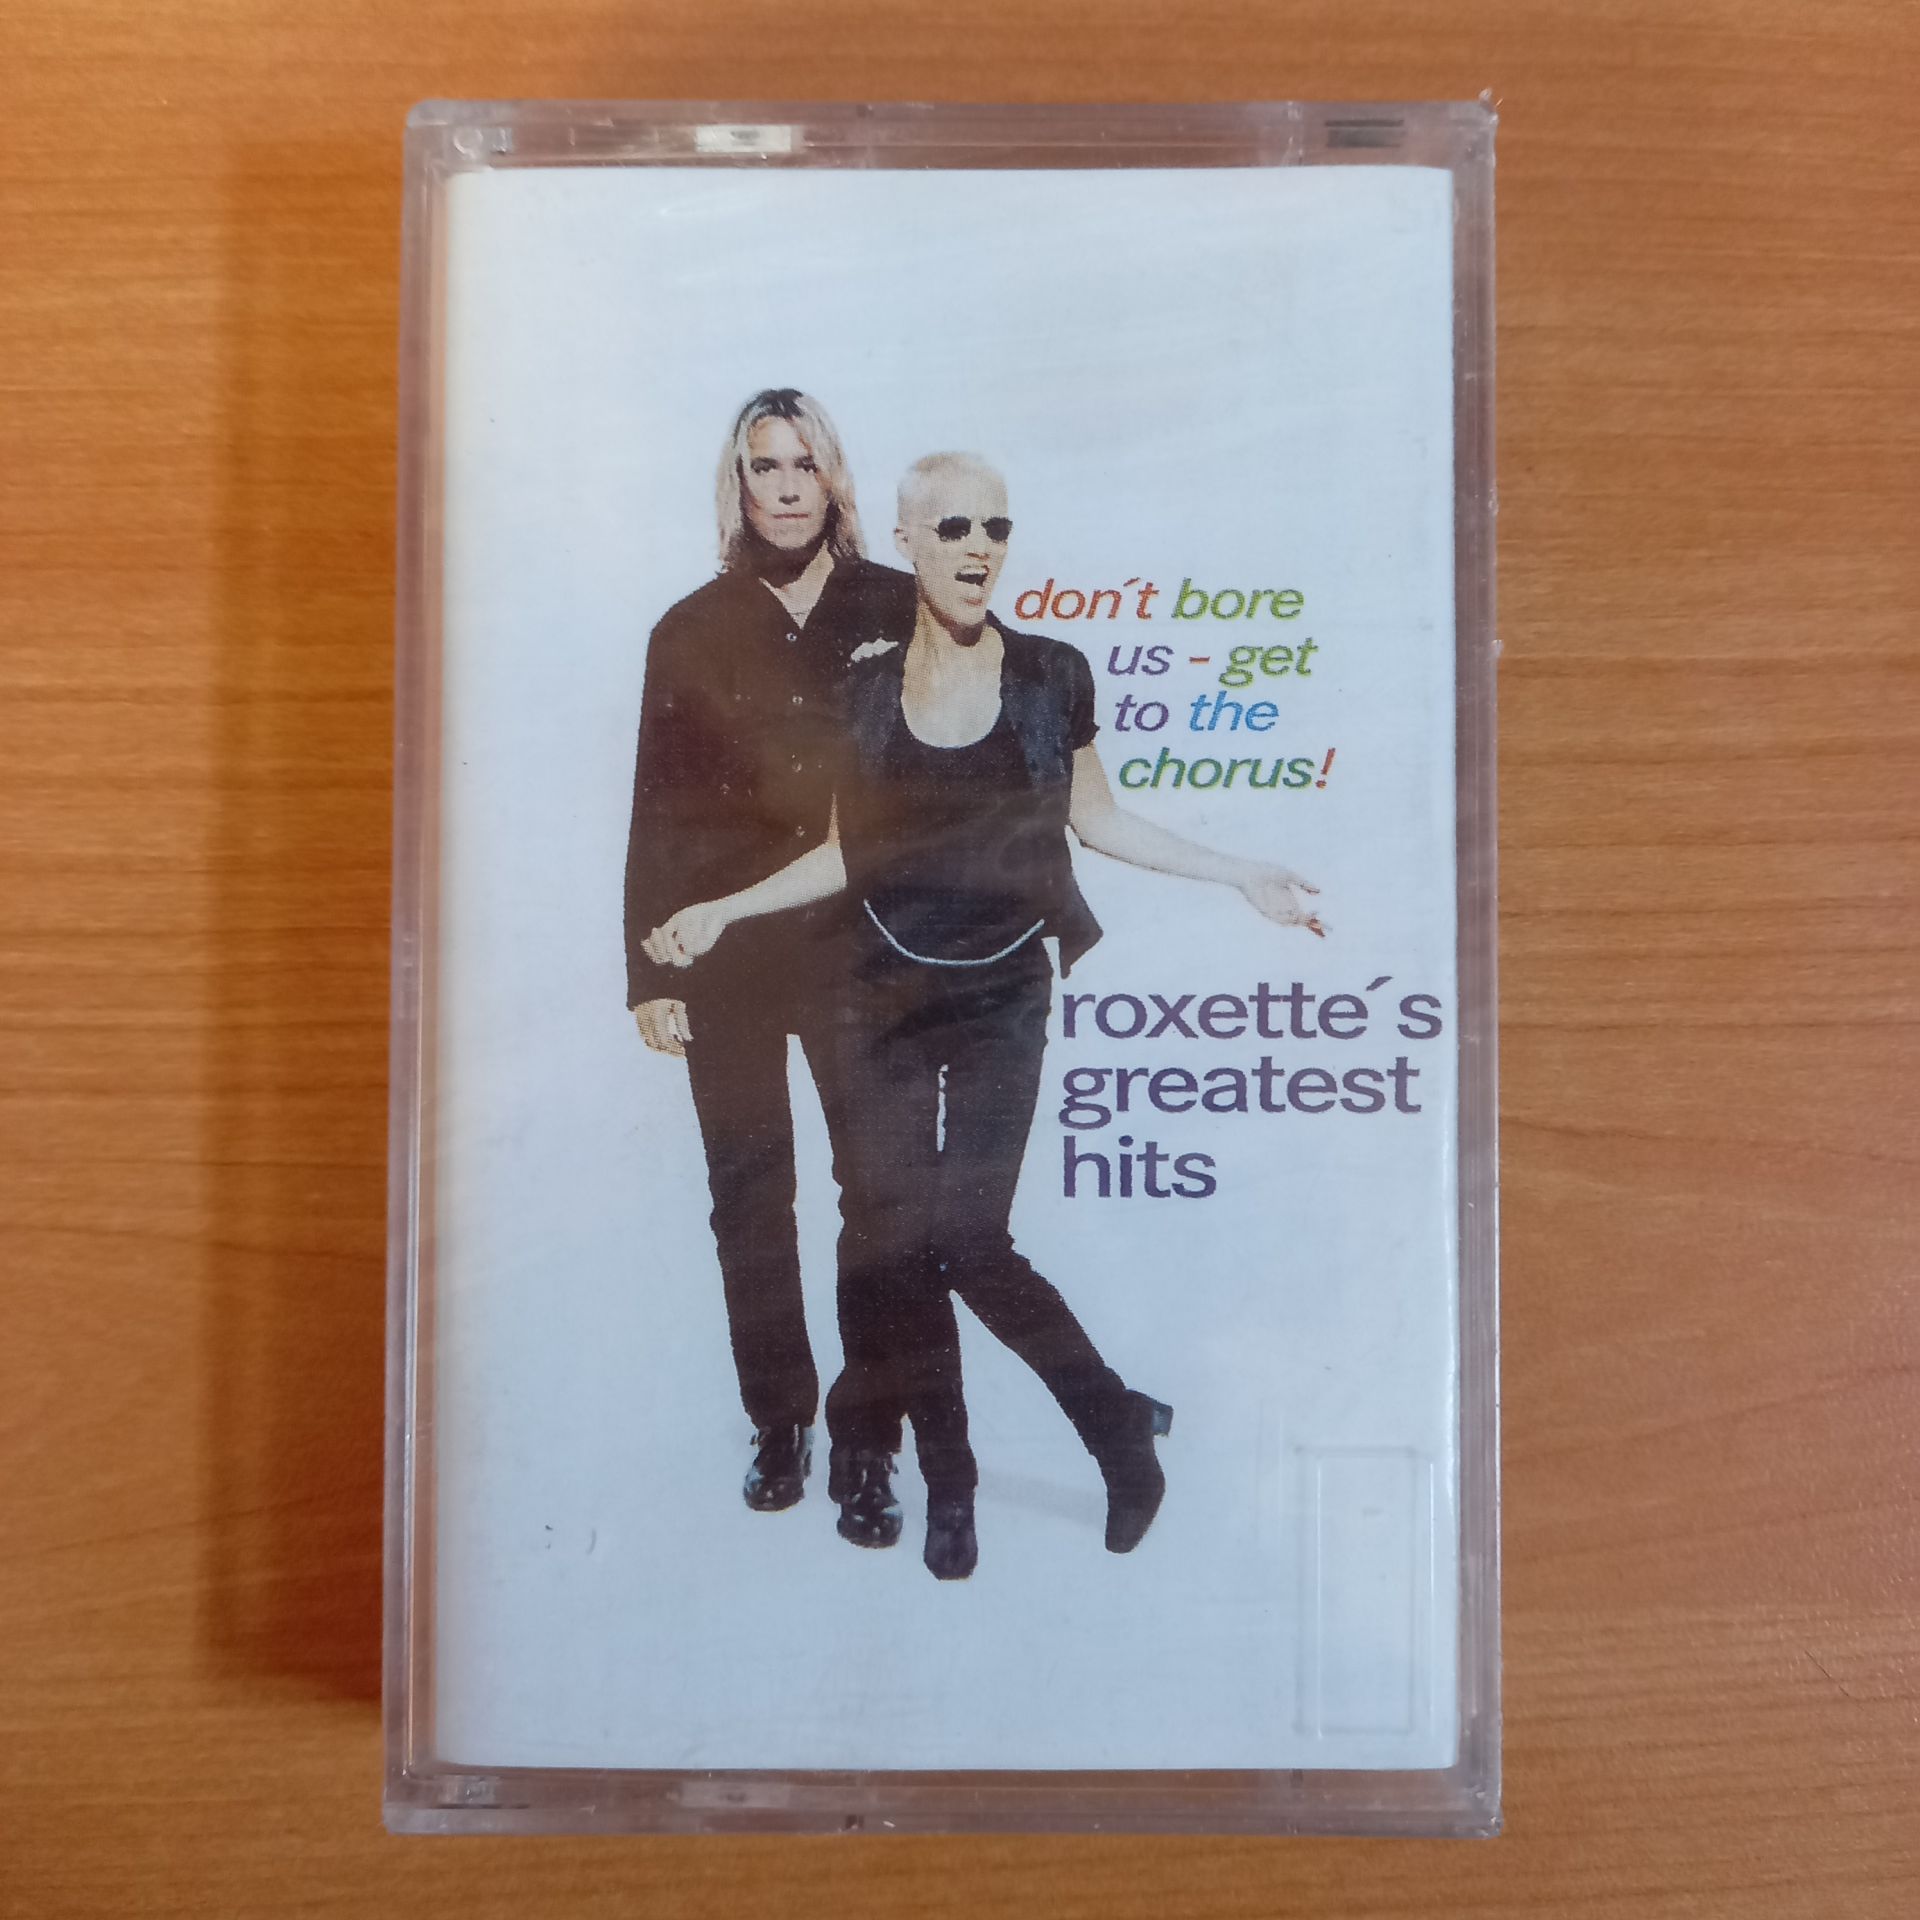 don´t bore
us - get
to the
chorus!
roxette´s
greatest
hits